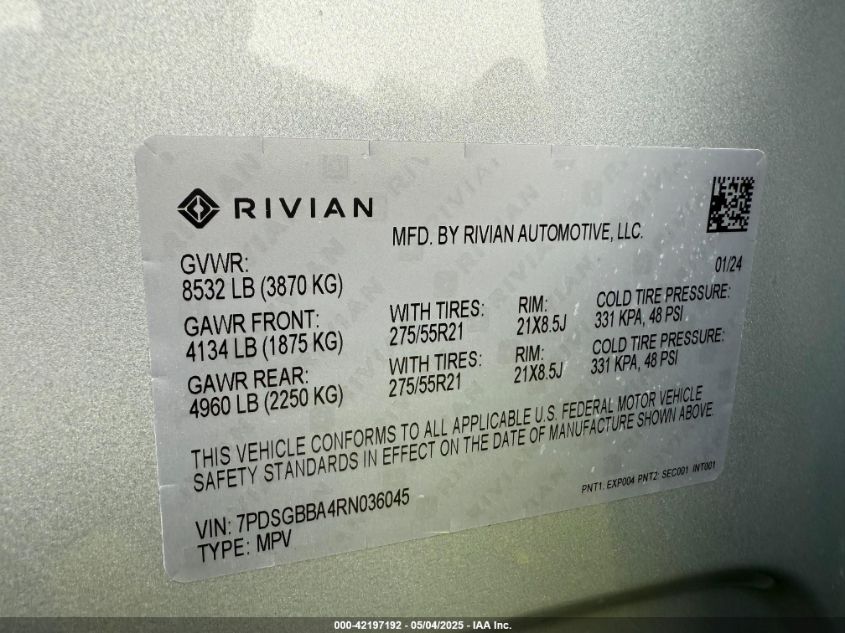 RIVIAN
MFD. BY RIVIAN AUTOMOTIVE, LLC.
01/24
GVWR:
8532 LB (3870 KG)
GAWR FRONT:
4134 LB (1875 KG)
WITH TIRES:
275/55R21
RIM:
21X8.5J
COLD TIRE PRESSURE:
331 KPA, 48 PSI
GAWR REAR:
4960 LB (2250 KG)
WITH TIRES:
275/55R21
RIM:
21X8.5J
COLD TIRE PRESSURE:
331 KPA, 48 PSI
THIS VEHICLE CONFORMS TO ALL APPLICABLE U.S. FEDERAL MOTOR VEHICLE
SAFETY STANDARDS IN EFFECT ON THE DATE OF MANUFACTURE SHOWN ABOVE.
PNT1: EXP004 PNT2: SEC001 INT001
VIN: 7PDSGBBA4RN036045
TYPE: MPV
000-42197192 - 05/04/2025 - IAA Inc.